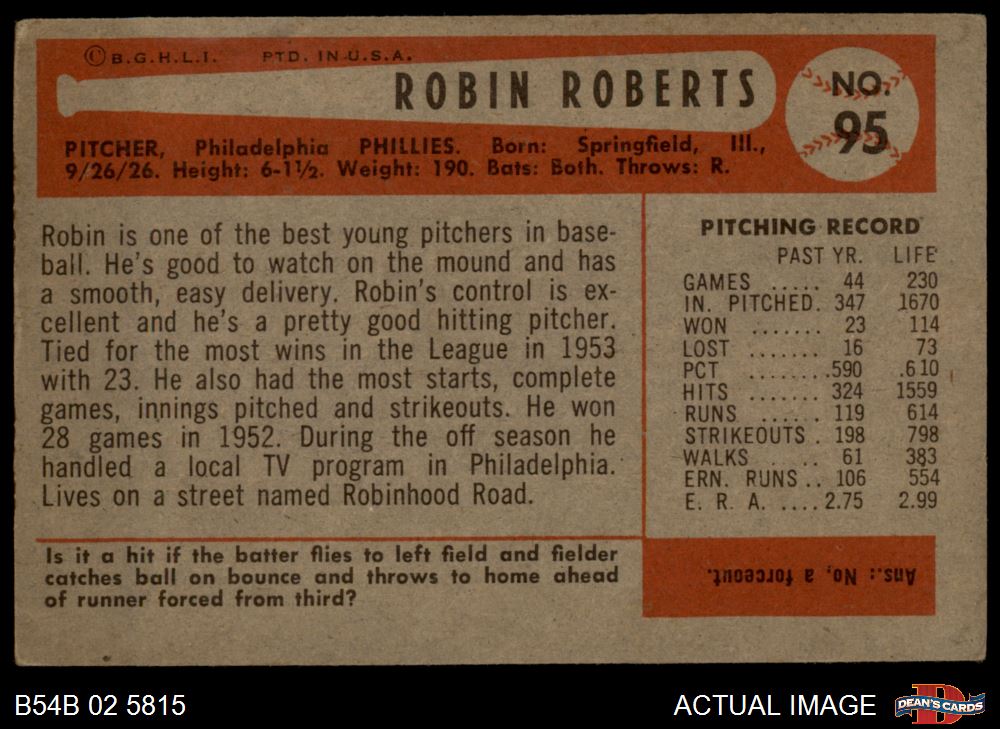 ©B.G.H.L.I. PTD. IN U.S.A.
ROBIN ROBERTS
NO.
95
PITCHER, Philadelphia PHILLIES. Born: Springfield, Ill.,
9/26/26. Height: 6-1½. Weight: 190. Bats: Both. Throws: R.
Robin is one of the best young pitchers in base-
ball. He's good to watch on the mound and has
a smooth, easy delivery. Robin's control is ex-
cellent and he's a pretty good hitting pitcher.
Tied for the most wins in the League in 1953
with 23. He also had the most starts, complete
games, innings pitched and strikeouts. He won
28 games in 1952. During the off season he
handled a local TV program in Philadelphia.
Lives on a street named Robinhood Road.
PITCHING RECORD
PAST YR. LIFE
GAMES ..... 44 230
IN. PITCHED. 347 1670
WON ....... 23 114
LOST ....... 16 73
PCT ........ .590 .610
HITS ....... 324 1559
RUNS ...... 119 614
STRIKEOUTS . 198 798
WALKS .... 61 383
ERN. RUNS .. 106 554
E. R. A. .... 2.75 2.99
Is it a hit if the batter flies to left field and fielder
catches ball on bounce and throws to home ahead
of runner forced from third?
Ans.: No, a forceout.
B54B 02 5815
ACTUAL IMAGE
D
DEAN'S CARDS